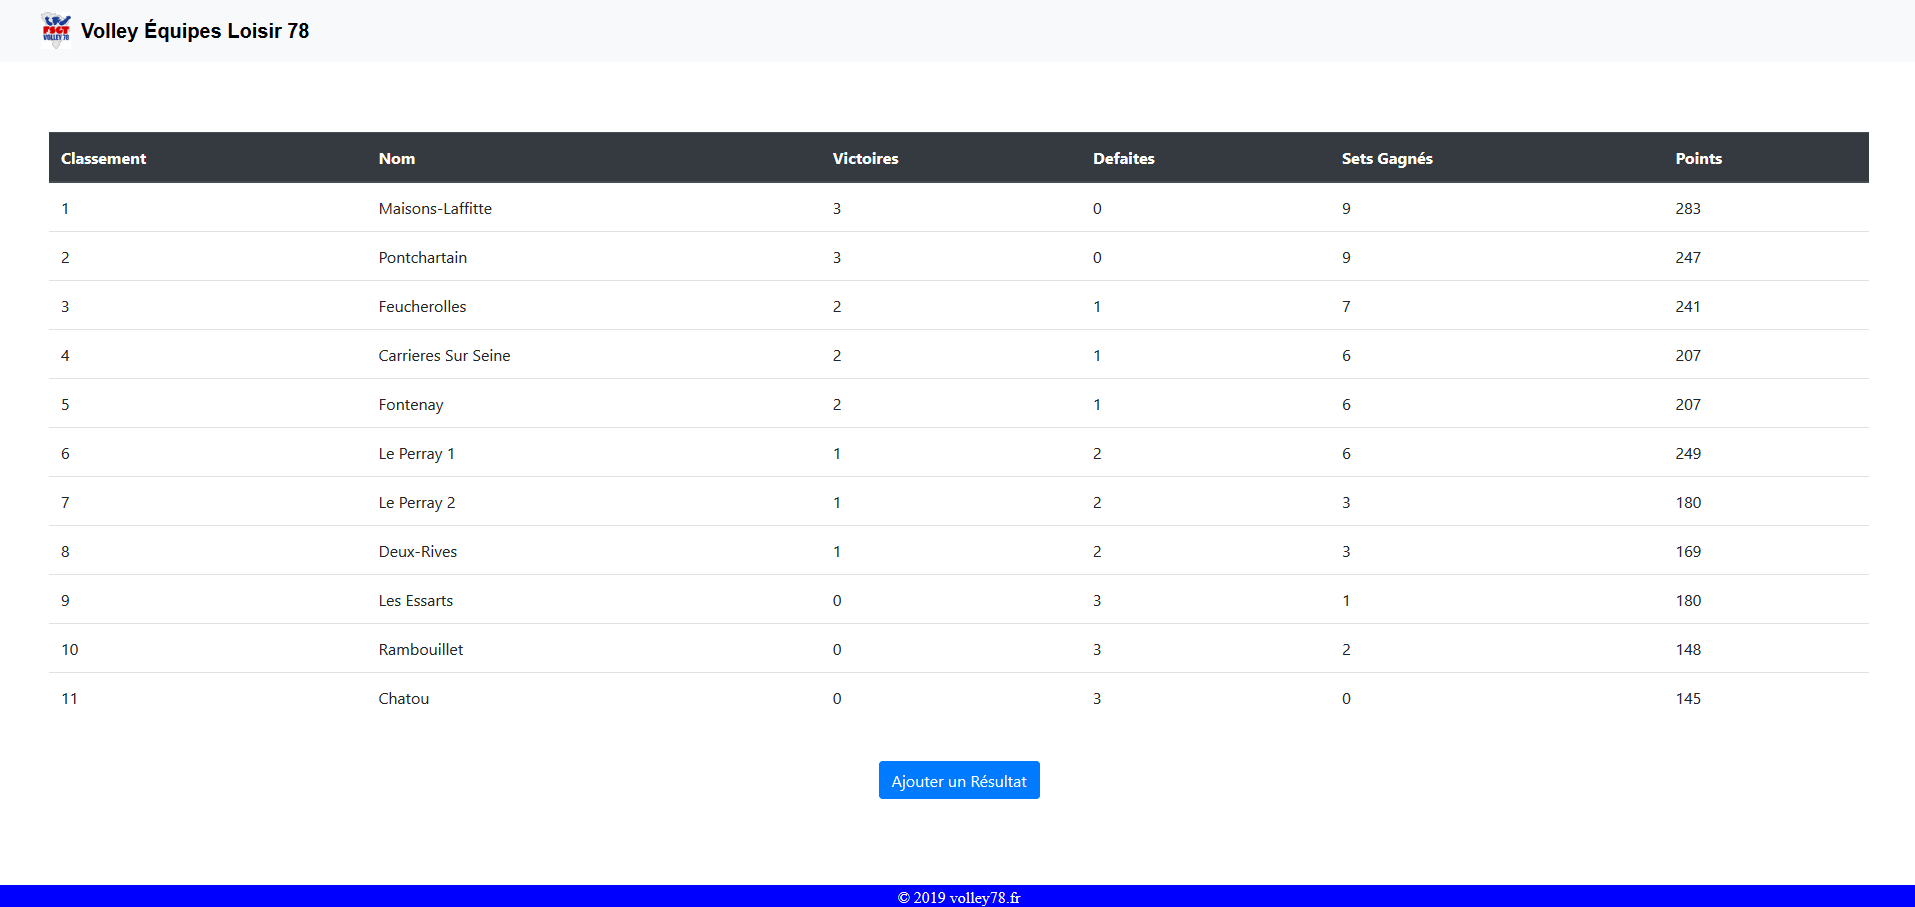 FSGT
VOLLEY 78
Volley Équipes Loisir 78
Classement Nom Victoires Defaites Sets Gagnés Points
1 Maisons-Laffitte 3 0 9 283
2 Pontchartain 3 0 9 247
3 Feucherolles 2 1 7 241
4 Carrieres Sur Seine 2 1 6 207
5 Fontenay 2 1 6 207
6 Le Perray 1 1 2 6 249
7 Le Perray 2 1 2 3 180
8 Deux-Rives 1 2 3 169
9 Les Essarts 0 3 1 180
10 Rambouillet 0 3 2 148
11 Chatou 0 3 0 145
Ajouter un Résultat
© 2019 volley78.fr